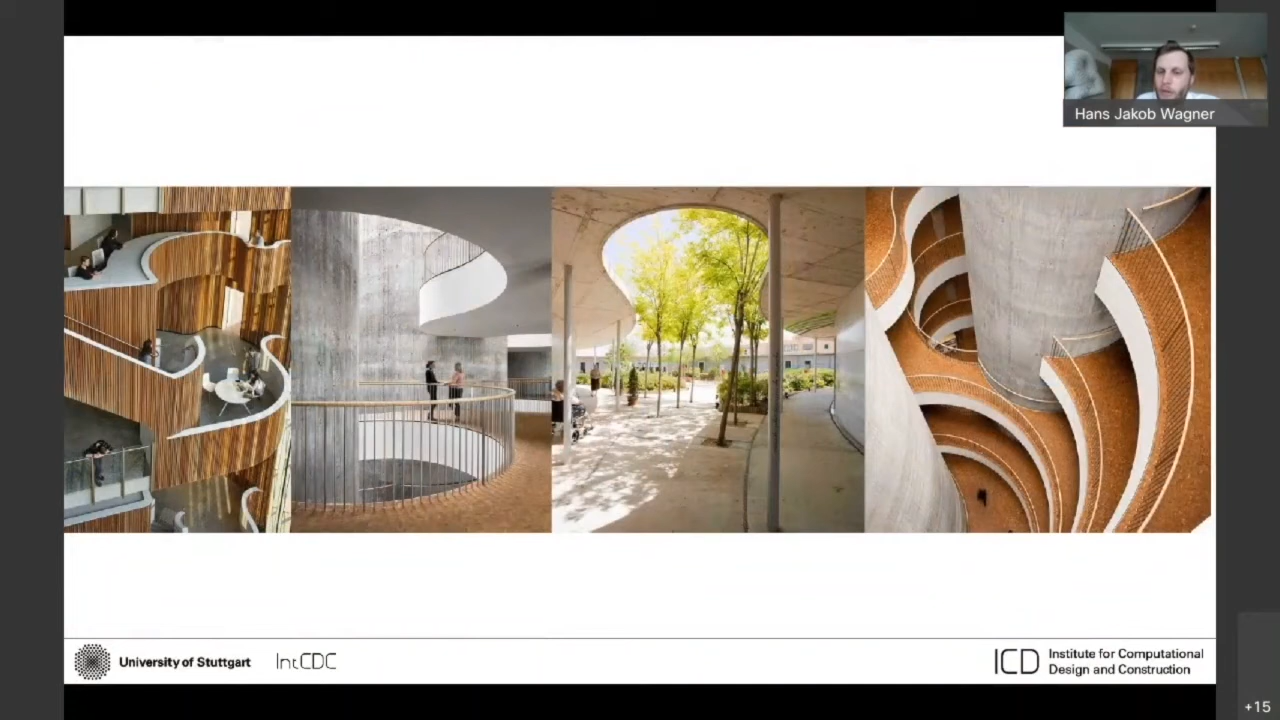 Hans Jakob Wagner
University of Stuttgart
IntCDC
ICD
Institute for Computational
Design and Construction
+15